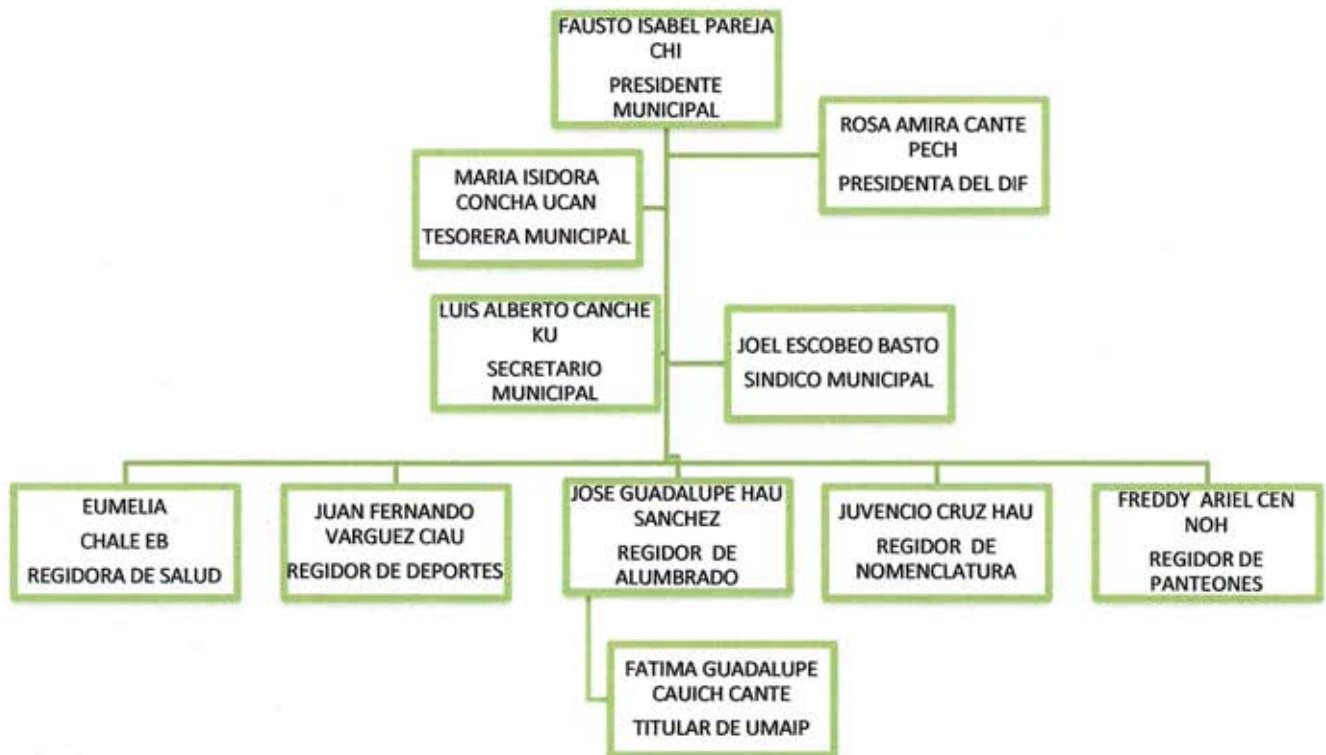 FAUSTO ISABEL PAREJA
CHI
PRESIDENTE
MUNICIPAL
ROSA AMIRA CANTE
PECH
PRESIDENTA DEL DIF
MARIA ISIDORA
CONCHA UCAN
TESORERA MUNICIPAL
LUIS ALBERTO CANCHE
KU
SECRETARIO
MUNICIPAL
JOEL ESCOBEO BASTO
SINDICO MUNICIPAL
EUMELIA
CHALE EB
REGIDORA DE SALUD
JUAN FERNANDO
VARGUEZ CIAU
REGIDOR DE DEPORTES
JOSE GUADALUPE HAU
SANCHEZ
REGIDOR DE
ALUMBRADO
JUVENCIO CRUZ HAU
REGIDOR DE
NOMENCLATURA
FREDDY ARIEL CEN
NOH
REGIDOR DE
PANTEONES
FATIMA GUADALUPE
CAUICH CANTE
TITULAR DE UMAIP